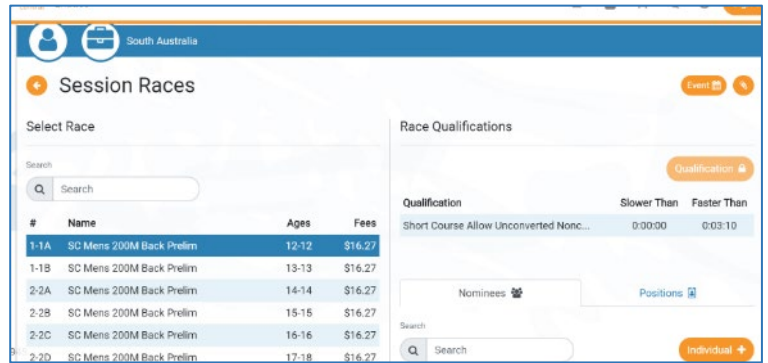 South Australia
Session Races
Event
Select Race
Search
Search
# Name Ages Fees
1-1A SC Mens 200M Back Prelim 12-12 $16.27
1-1B SC Mens 200M Back Prelim 13-13 $16.27
2-2A SC Mens 200M Back Prelim 14-14 $16.27
2-2B SC Mens 200M Back Prelim 15-15 $16.27
2-2C SC Mens 200M Back Prelim 16-16 $16.27
2-2D SC Mens 200M Back Prelim 17-18 $16.27
Race Qualifications
Qualification
Qualification Slower Than Faster Than
Short Course Allow Unconverted Nonc... 0:00:00 0:03:10
Nominees Positions
Search
Search
Individual +